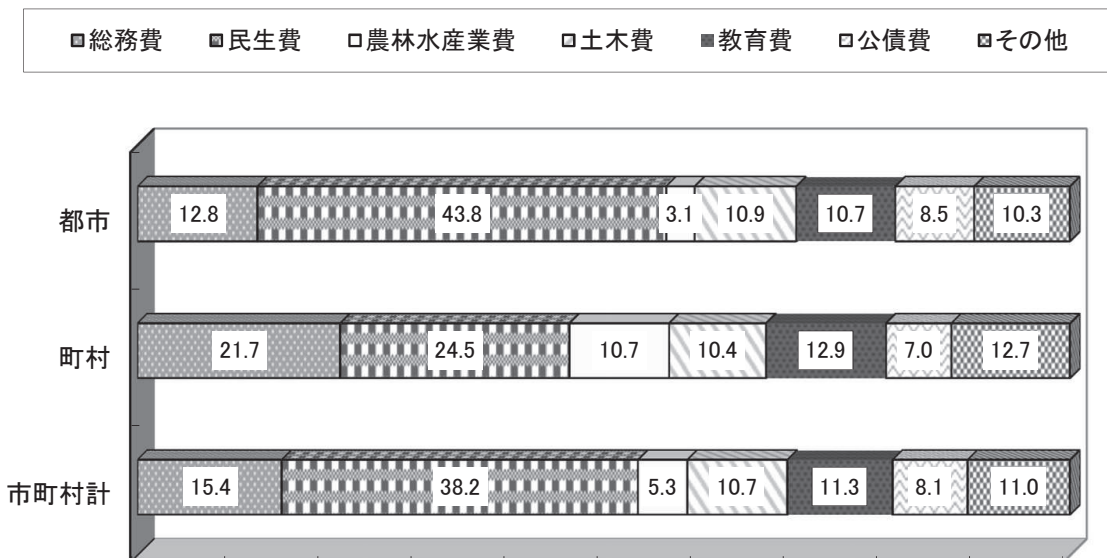 総務費 民生費 農林水産業費 土木費 教育費 公債費 その他
都市 12.8 43.8 3.1 10.9 10.7 8.5 10.3
町村 21.7 24.5 10.7 10.4 12.9 7.0 12.7
市町村計 15.4 38.2 5.3 10.7 11.3 8.1 11.0